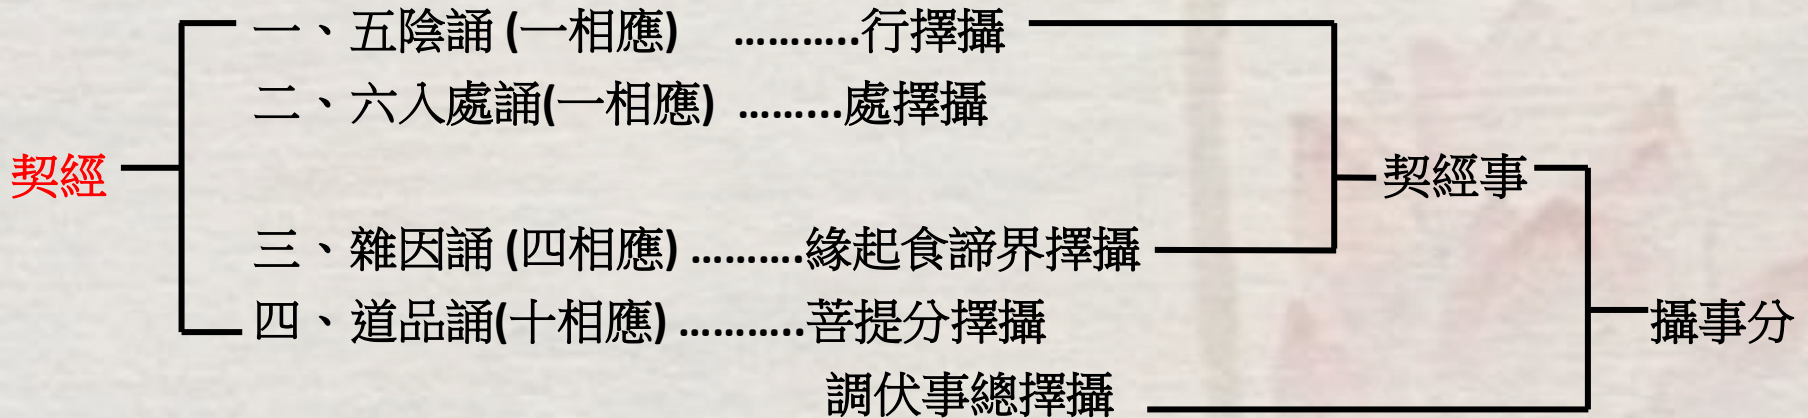 一、五陰誦 (一相應) ...........行擇攝
二、六入處誦(一相應) .........處擇攝
契經
契經事
三、雜因誦 (四相應) ..........緣起食諦界擇攝
四、道品誦(十相應) ...........菩提分擇攝
攝事分
調伏事總擇攝